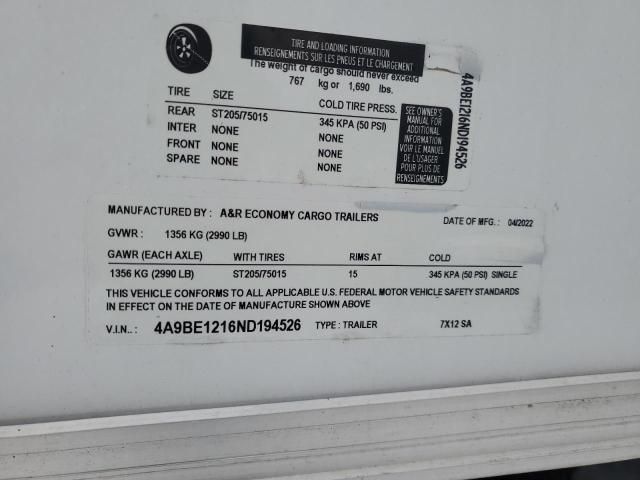 TIRE AND LOADING INFORMATION
RENSEIGNEMENTS SUR LES PNEUS ET LE CHARGEMENT
The weight of cargo should never exceed
767 kg or 1,690 lbs.
TIRE SIZE COLD TIRE PRESS.
REAR ST205/75015 345 KPA (50 PSI)
INTER NONE NONE
FRONT NONE NONE
SPARE NONE NONE
SEE OWNER'S
MANUAL FOR
ADDITIONAL
INFORMATION
VOIR LE MANUEL
DE L'USAGER
POUR PLUS DE
RENSEIGNEMENTS
4A9BE1216ND194526
MANUFACTURED BY : A&R ECONOMY CARGO TRAILERS DATE OF MFG. : 04/2022
GVWR : 1356 KG (2990 LB)
GAWR (EACH AXLE) WITH TIRES RIMS AT COLD
1356 KG (2990 LB) ST205/75015 15 345 KPA (50 PSI) SINGLE
THIS VEHICLE CONFORMS TO ALL APPLICABLE U.S. FEDERAL MOTOR VEHICLE SAFETY STANDARDS
IN EFFECT ON THE DATE OF MANUFACTURE SHOWN ABOVE
V.I.N.. : 4A9BE1216ND194526 TYPE : TRAILER 7X12 SA